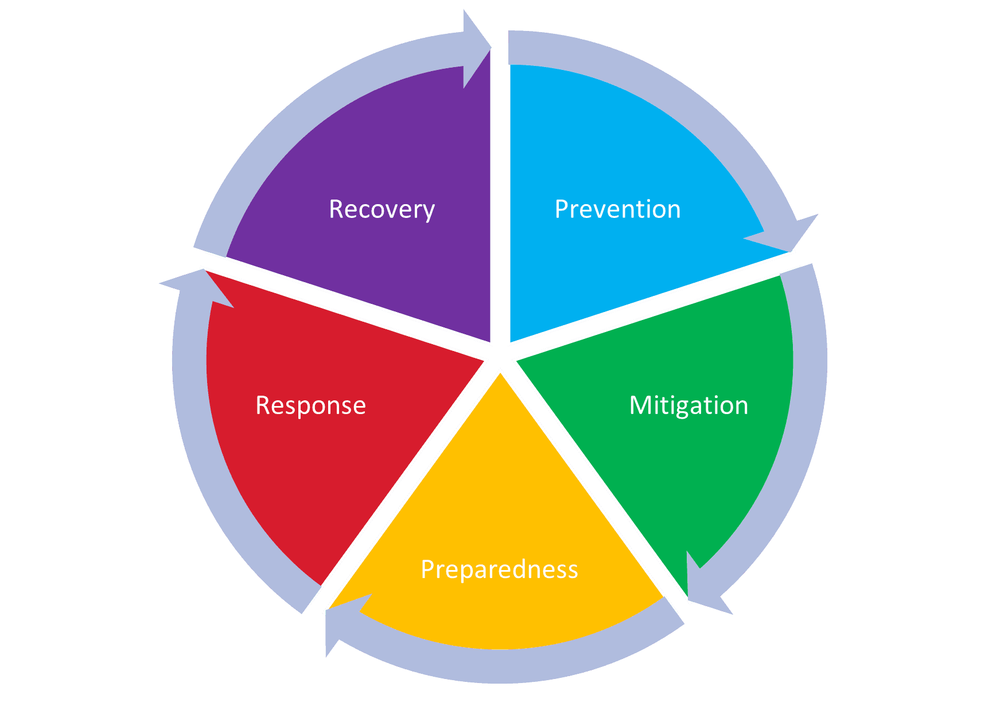 Recovery
Prevention
Response
Mitigation
Preparedness